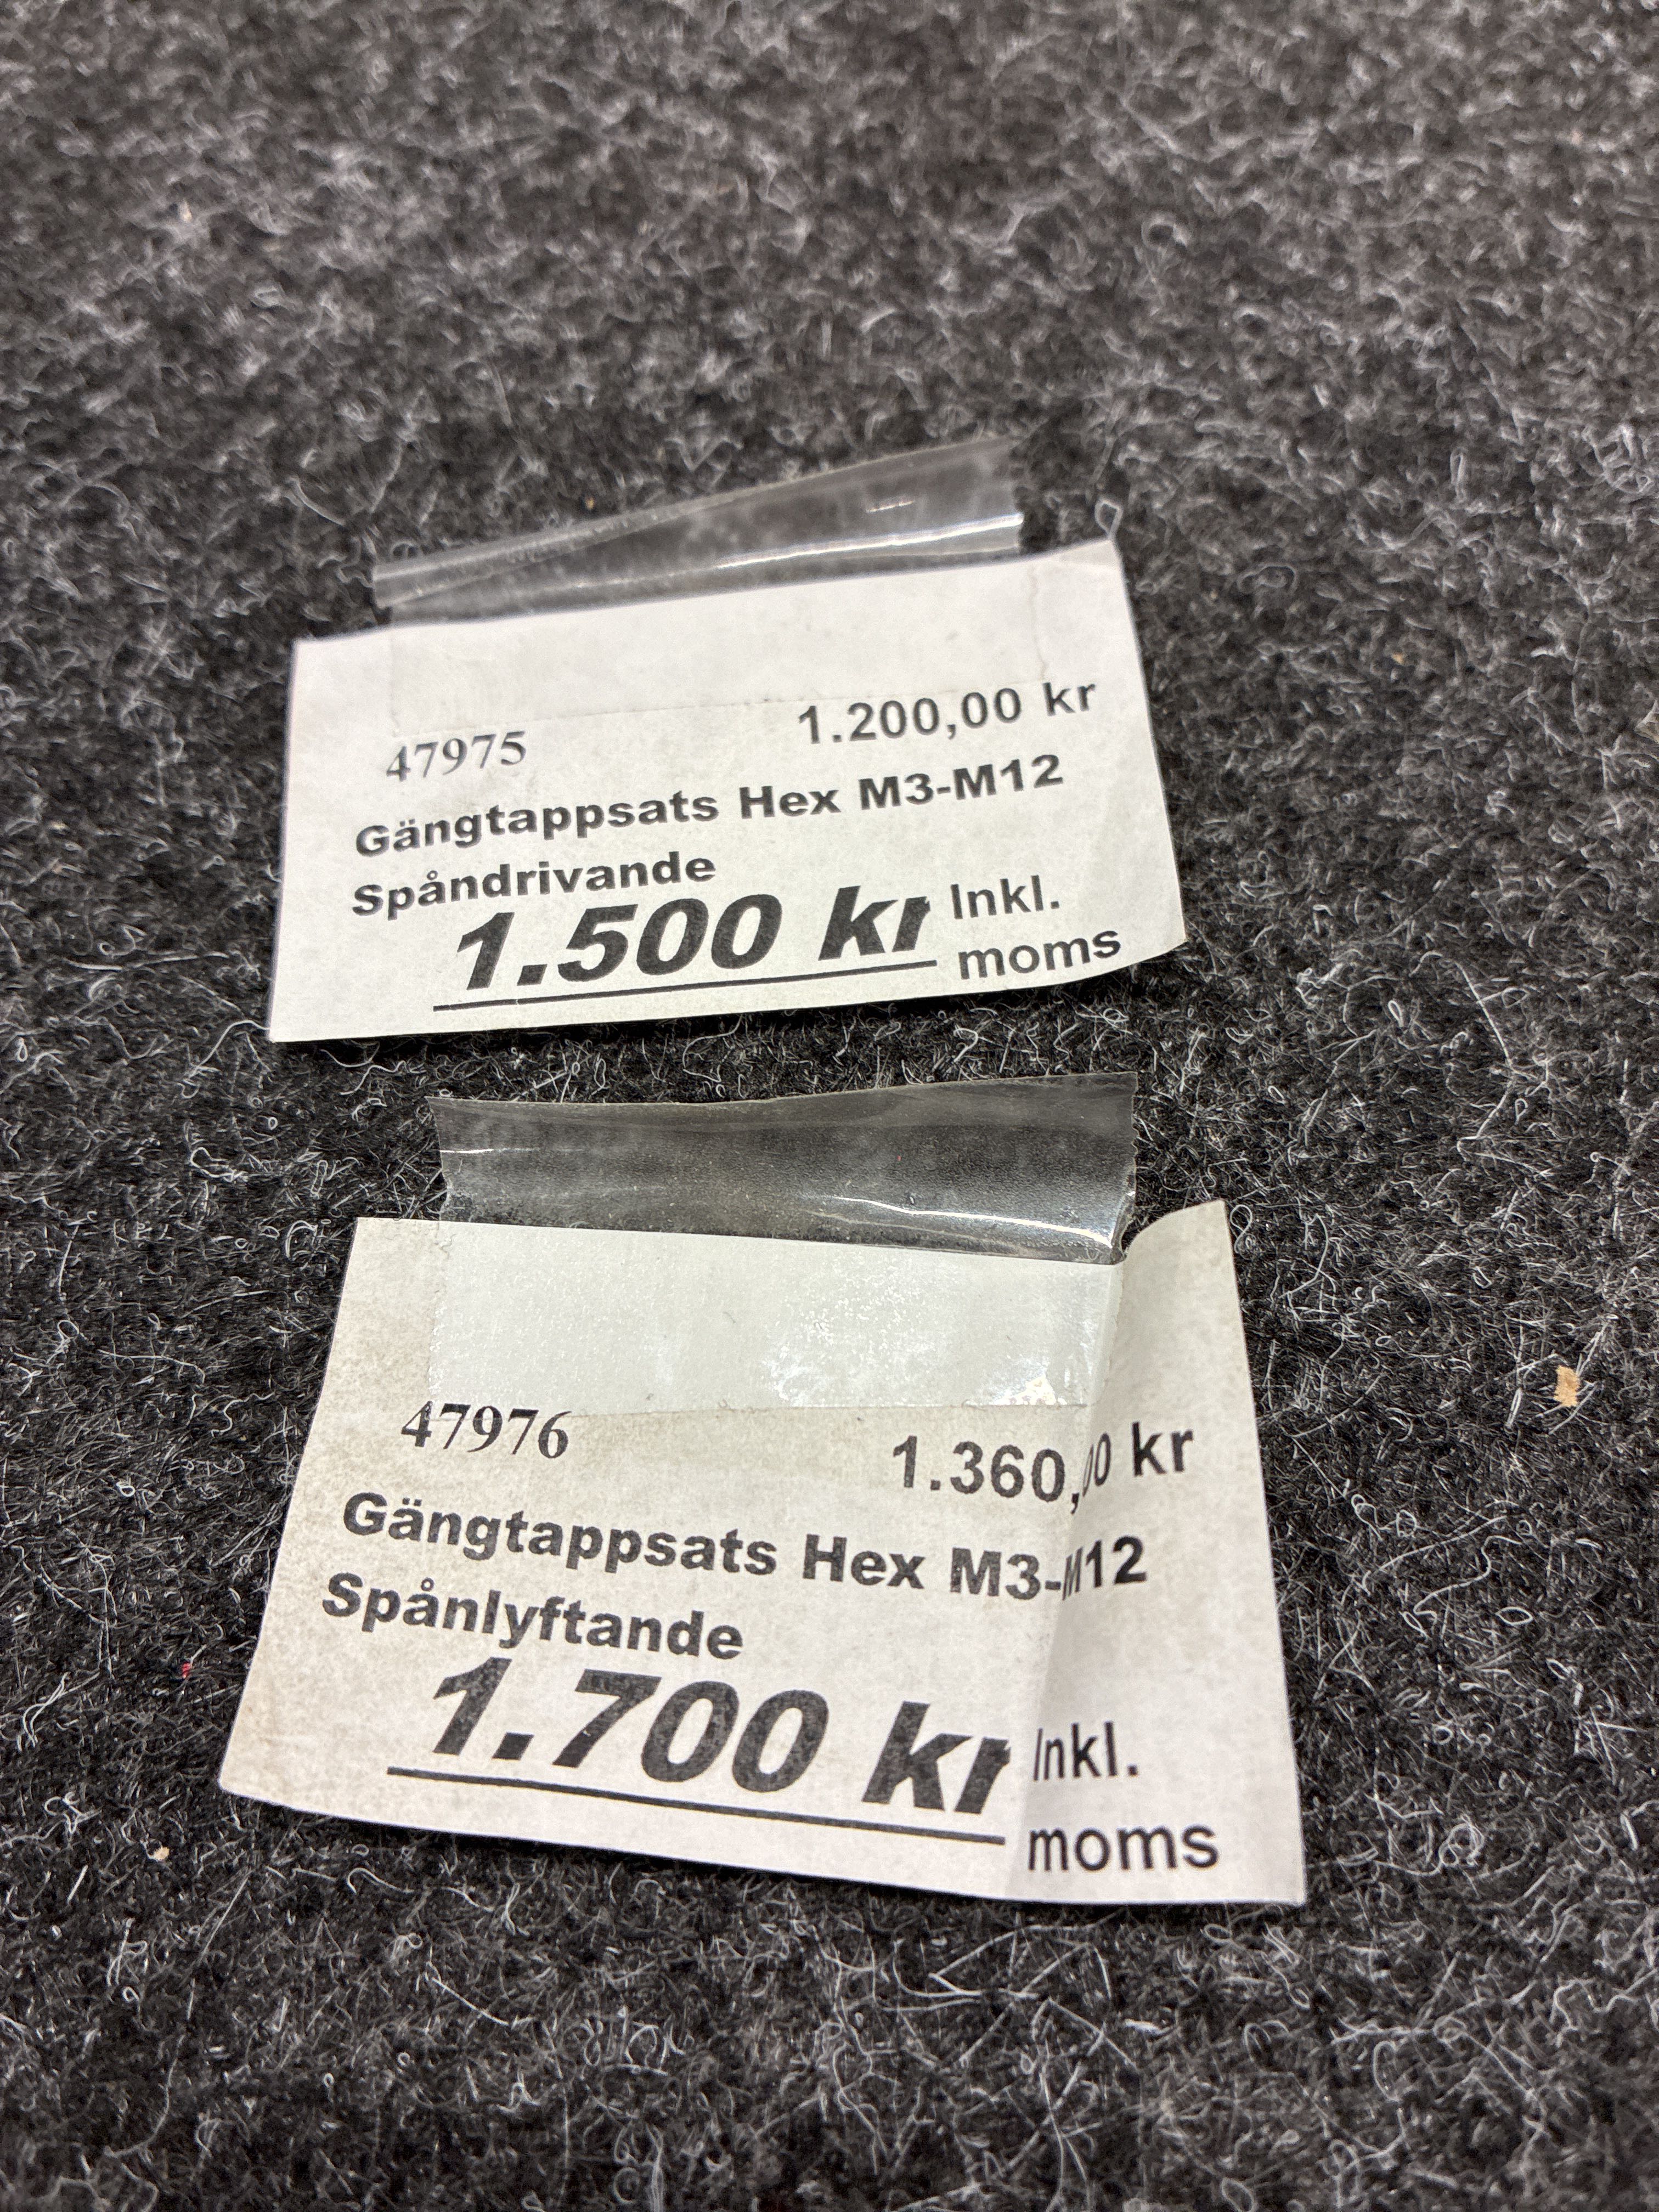 47975 1.200,00 kr
Gängtappsats Hex M3-M12
Spåndrivande
1.500 kr Inkl.
moms
47976 1.360,00 kr
Gängtappsats Hex M3-M12
Spånlyftande
1.700 kr Inkl.
moms